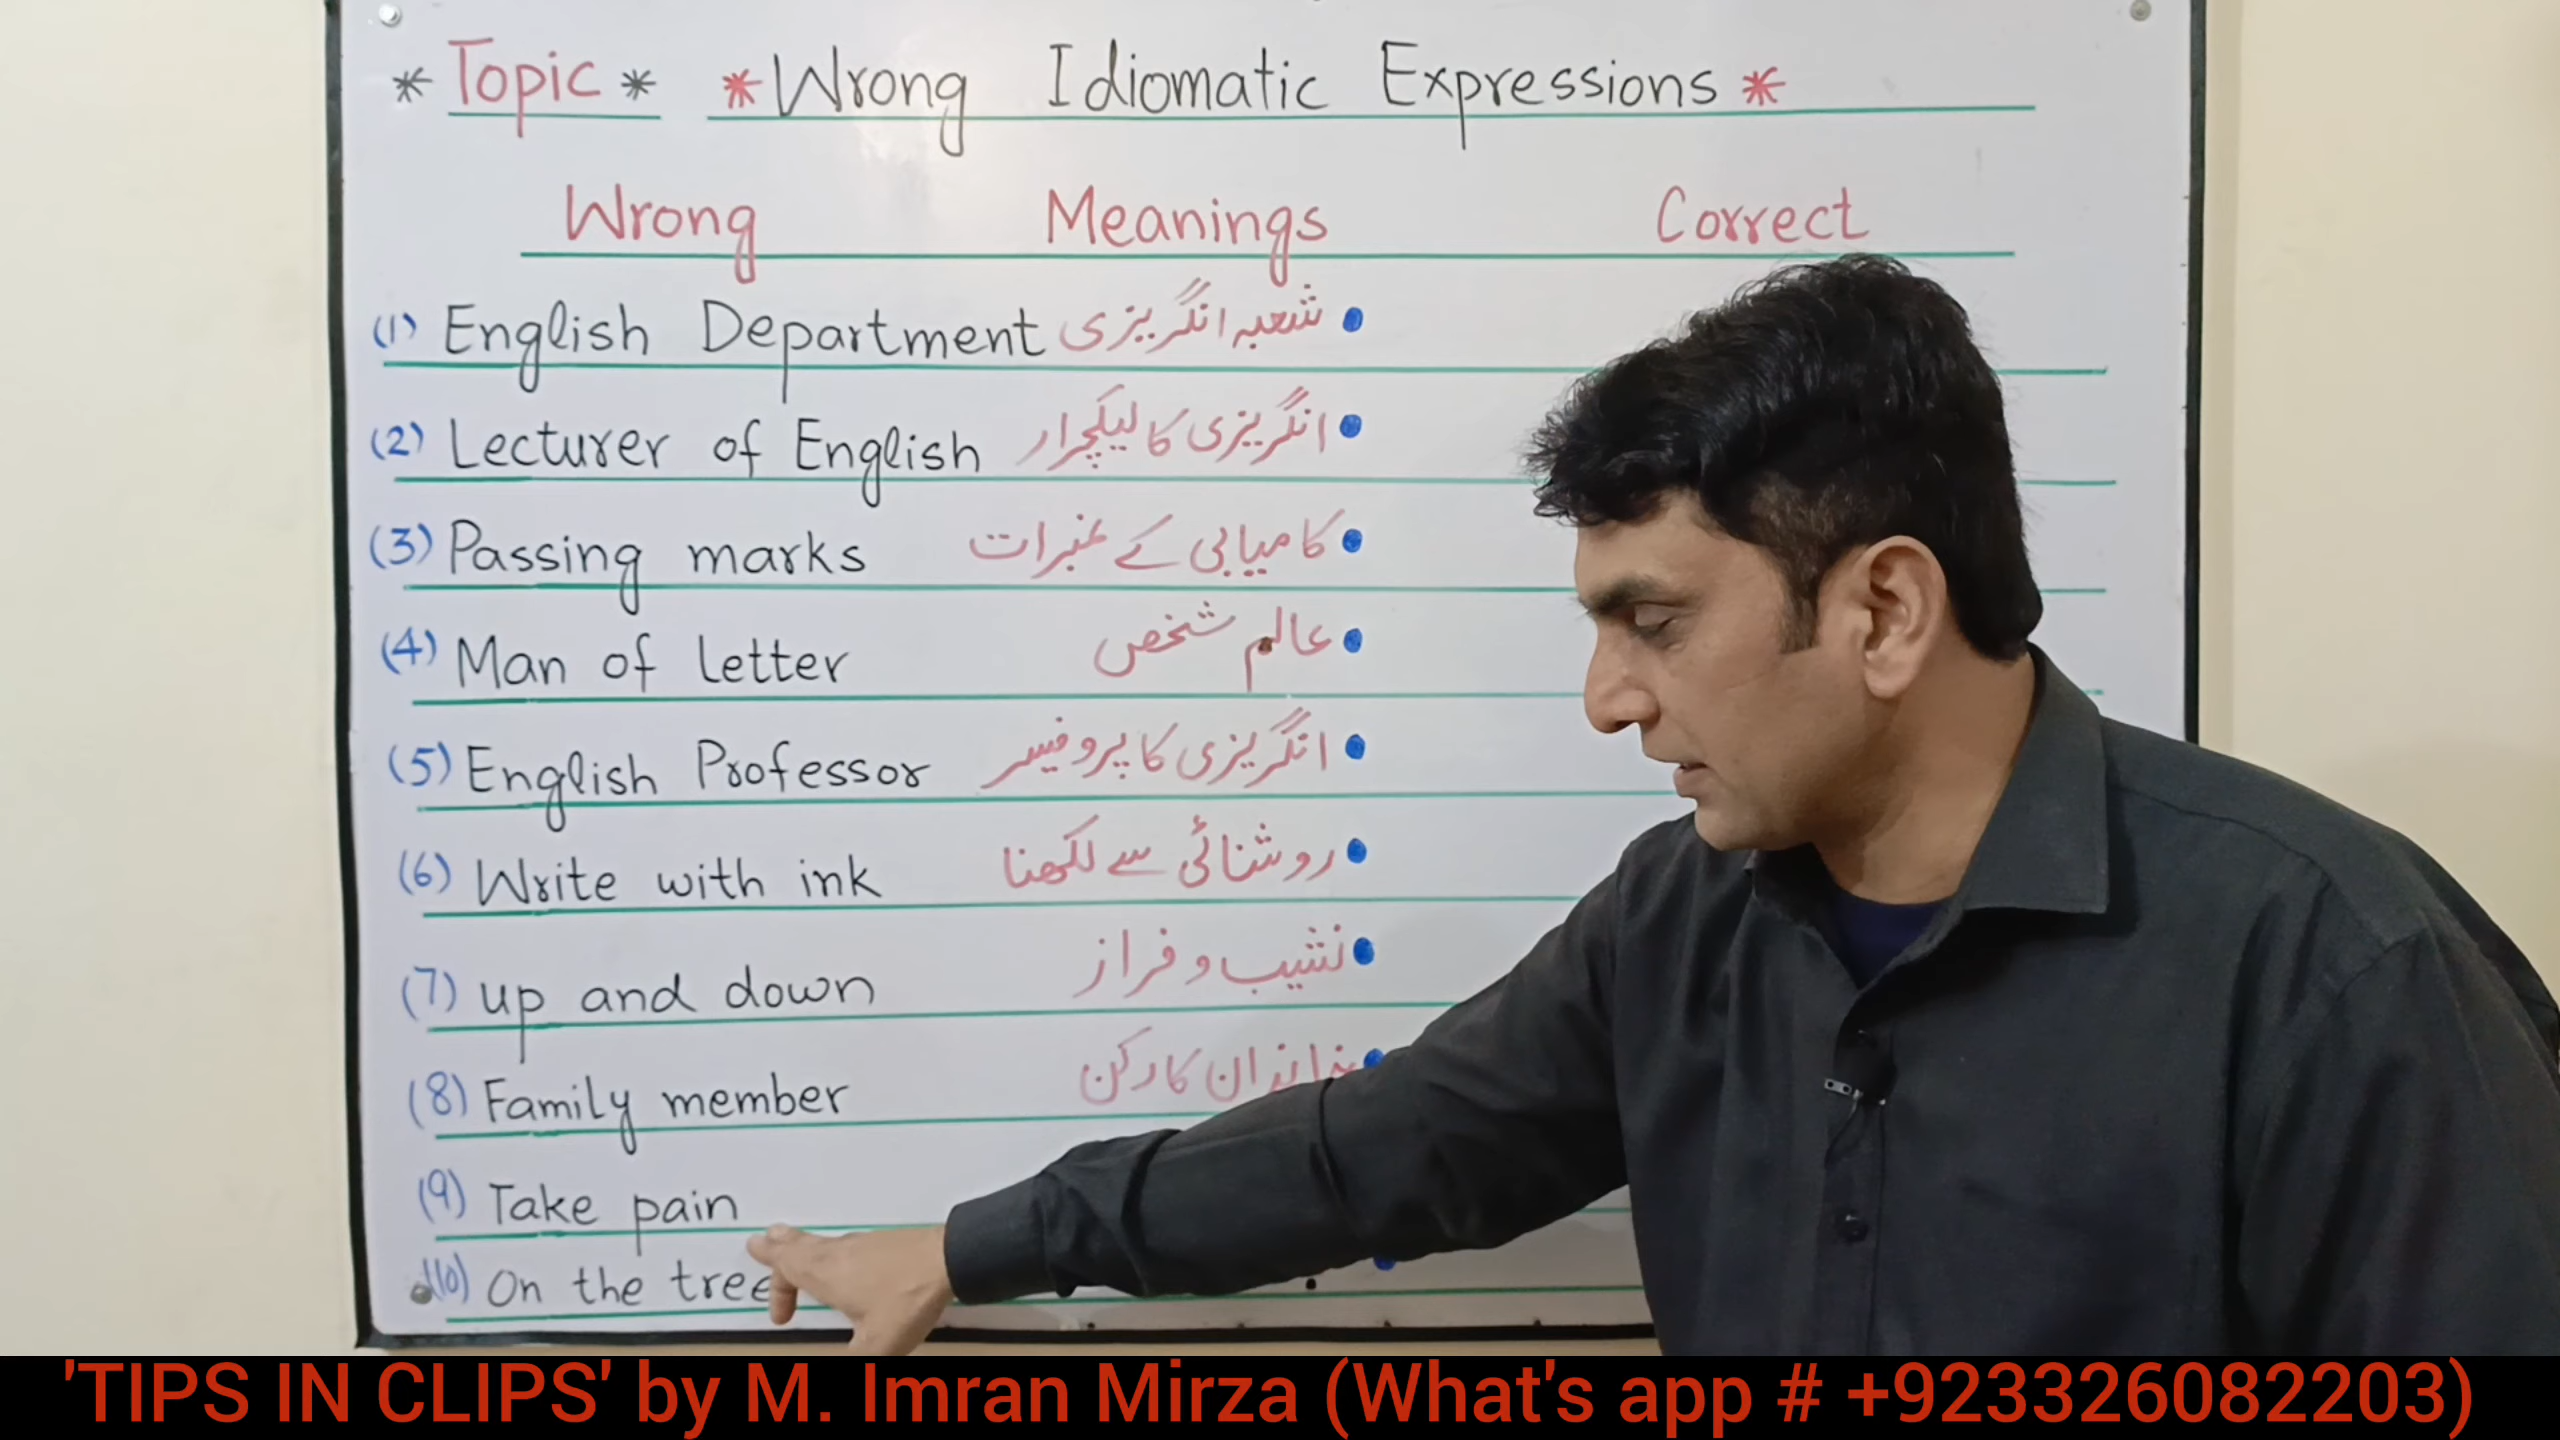 * Topic * * Wrong Idiomatic Expressions *
Wrong Meanings Correct
(1) English Department شعبہ انگریزی •
(2) Lecturer of English انگریزی کا لیکچرار •
(3) Passing marks کامیابی کے نمبرات •
(4) Man of letter عالم شخص •
(5) English Professor انگریزی کا پروفیسر •
(6) Write with ink روشنائی سے لکھنا •
(7) up and down نشیب و فراز •
(8) Family member خاندان کا رکن •
(9) Take pain
(10) On the tree
'TIPS IN CLIPS' by M. Imran Mirza (What's app # +923326082203)